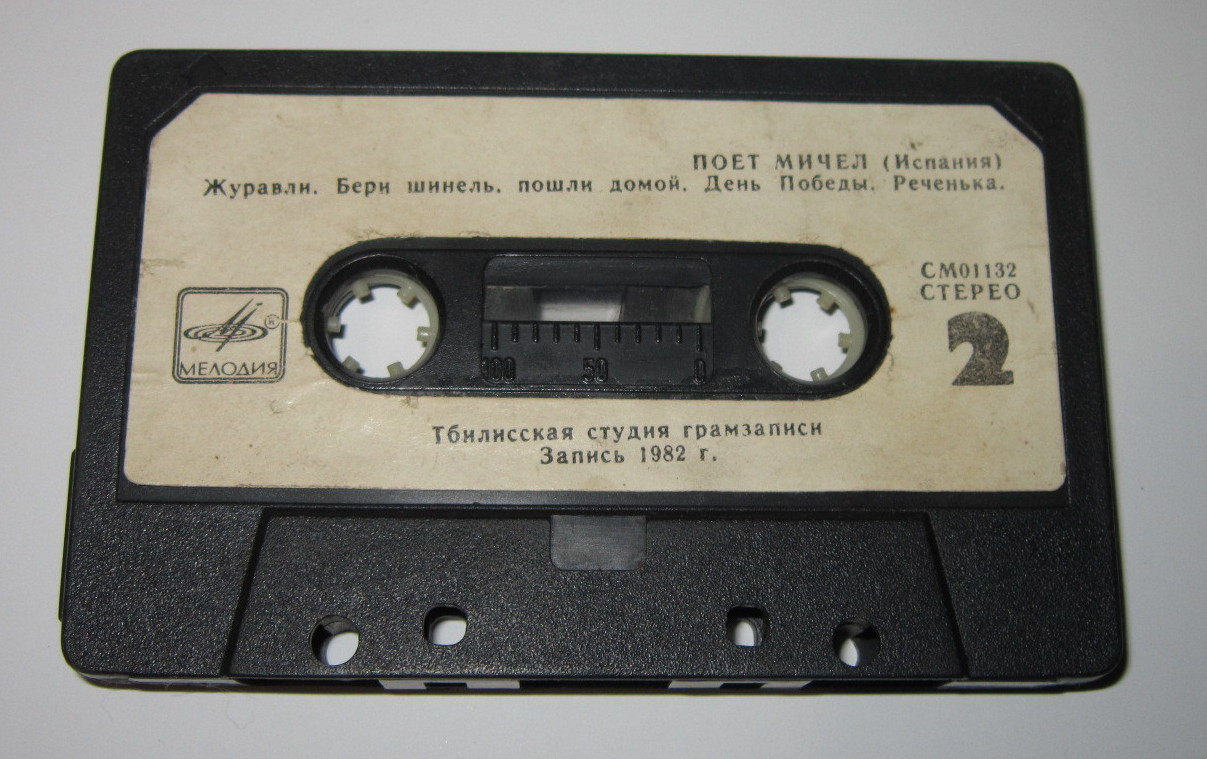 ПОЕТ МИЧЕЛ (Испания)
Журавли. Бери шинель, пошли домой. День Победы. Реченька.
СМ01132
СТЕРЕО
2
®
МЕЛОДИЯ
100 50 0
Тбилисская студия грамзаписи
Запись 1982 г.